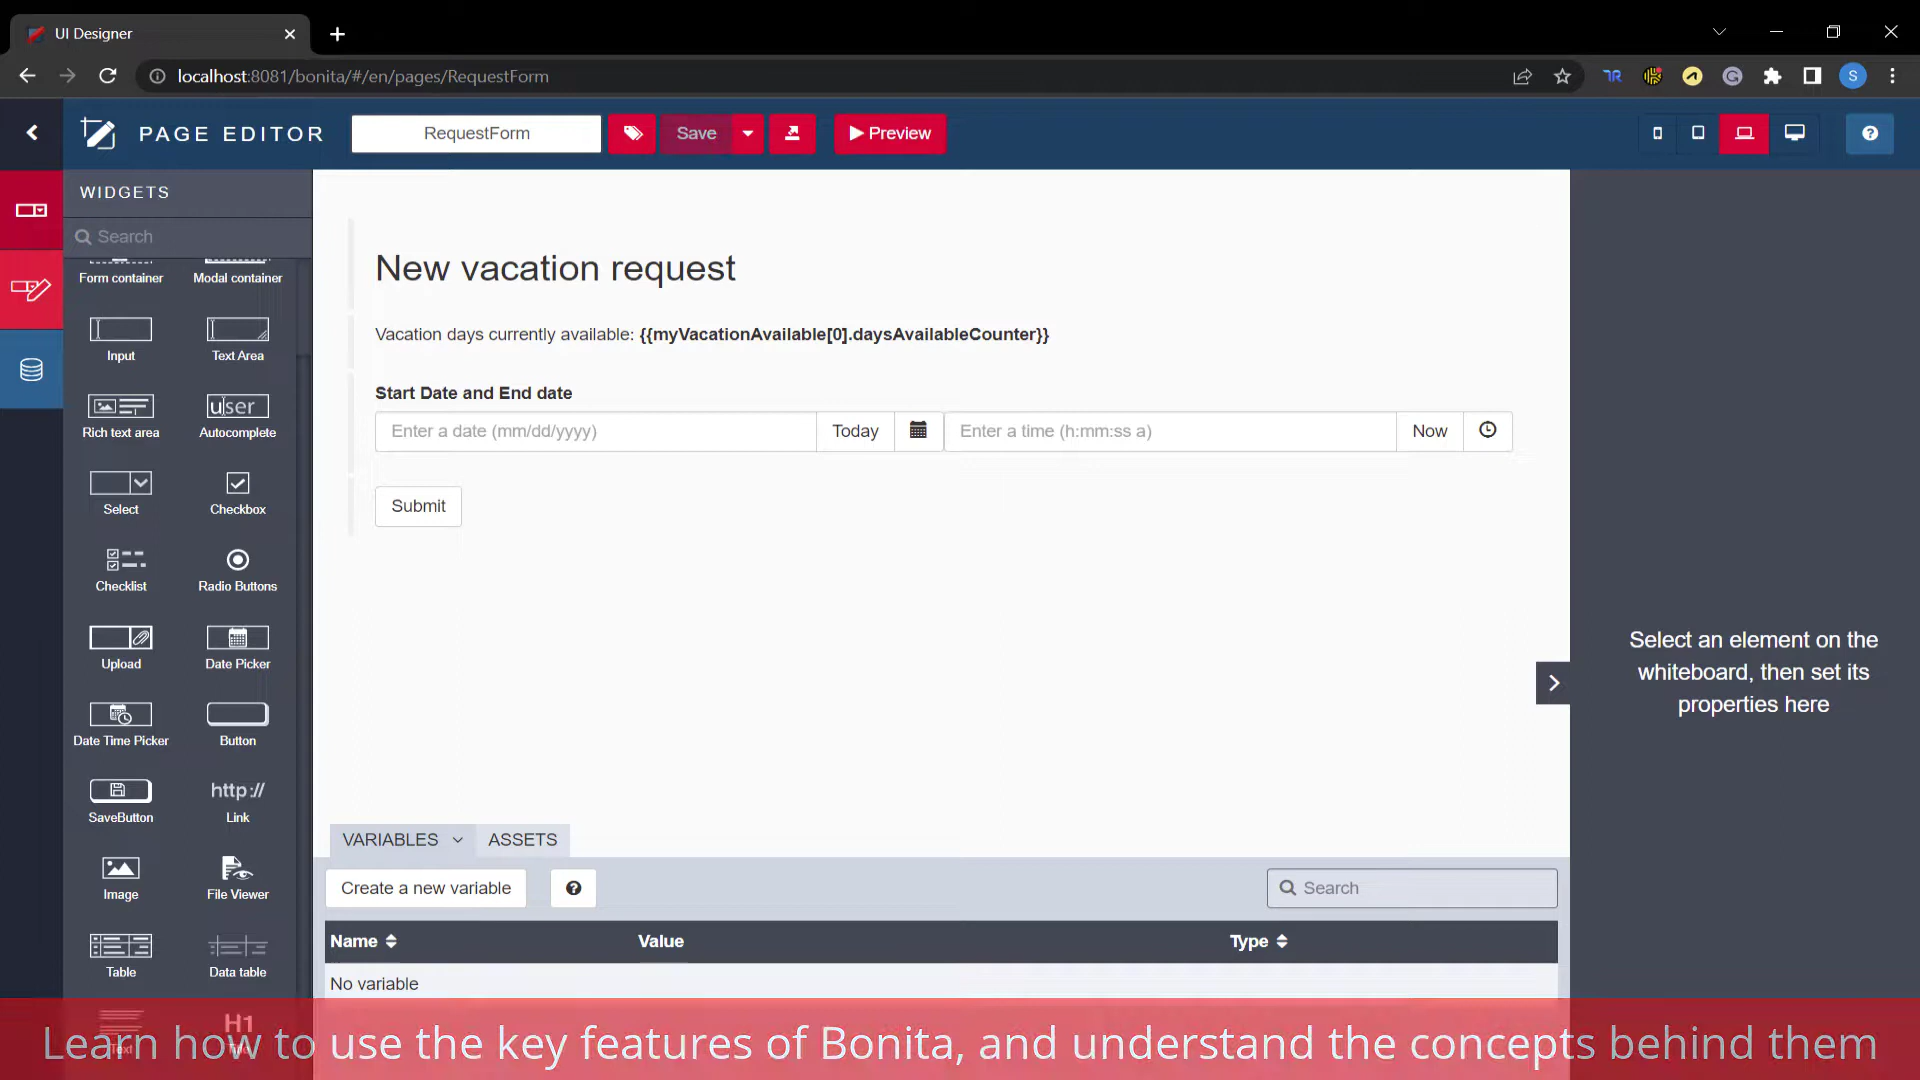 UI Designer
localhost:8081/bonita/#/en/pages/RequestForm
S
PAGE EDITOR
RequestForm
Save
Preview
WIDGETS
Search
Form container
Modal container
Input
Text Area
Rich text area
user
Autocomplete
Select
Checkbox
Checklist
Radio Buttons
Upload
Date Picker
Date Time Picker
Button
SaveButton
http://
Link
Image
File Viewer
Table
Data table
Text
H1
Title
New vacation request
Vacation days currently available: {{myVacationAvailable[0].daysAvailableCounter}}
Start Date and End date
Enter a date (mm/dd/yyyy)
Today
Enter a time (h:mm:ss a)
Now
Submit
Select an element on the
whiteboard, then set its
properties here
VARIABLES
ASSETS
Create a new variable
Search
Name
Value
Type
No variable
Learn how to use the key features of Bonita, and understand the concepts behind them